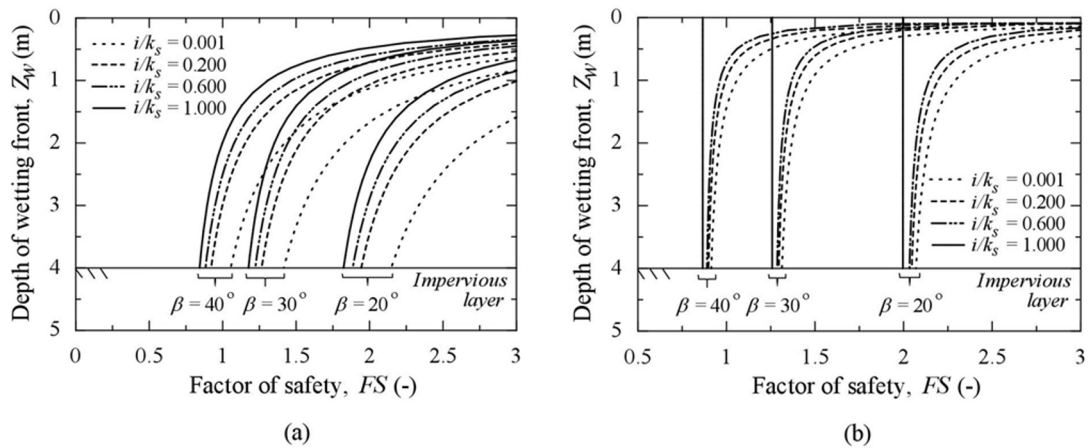 Depth of wetting front, Z_W (m)
0
1
2
3
4
5
i/k_s = 0.001
i/k_s = 0.200
i/k_s = 0.600
i/k_s = 1.000
β = 40°
β = 30°
β = 20°
Impervious
layer
0
0.5
1
1.5
2
2.5
3
Factor of safety, FS (-)
(a)
Depth of wetting front, Z_W (m)
0
1
2
3
4
5
i/k_s = 0.001
i/k_s = 0.200
i/k_s = 0.600
i/k_s = 1.000
β = 40°
β = 30°
β = 20°
Impervious
layer
0.5
1
1.5
2
2.5
3
Factor of safety, FS (-)
(b)